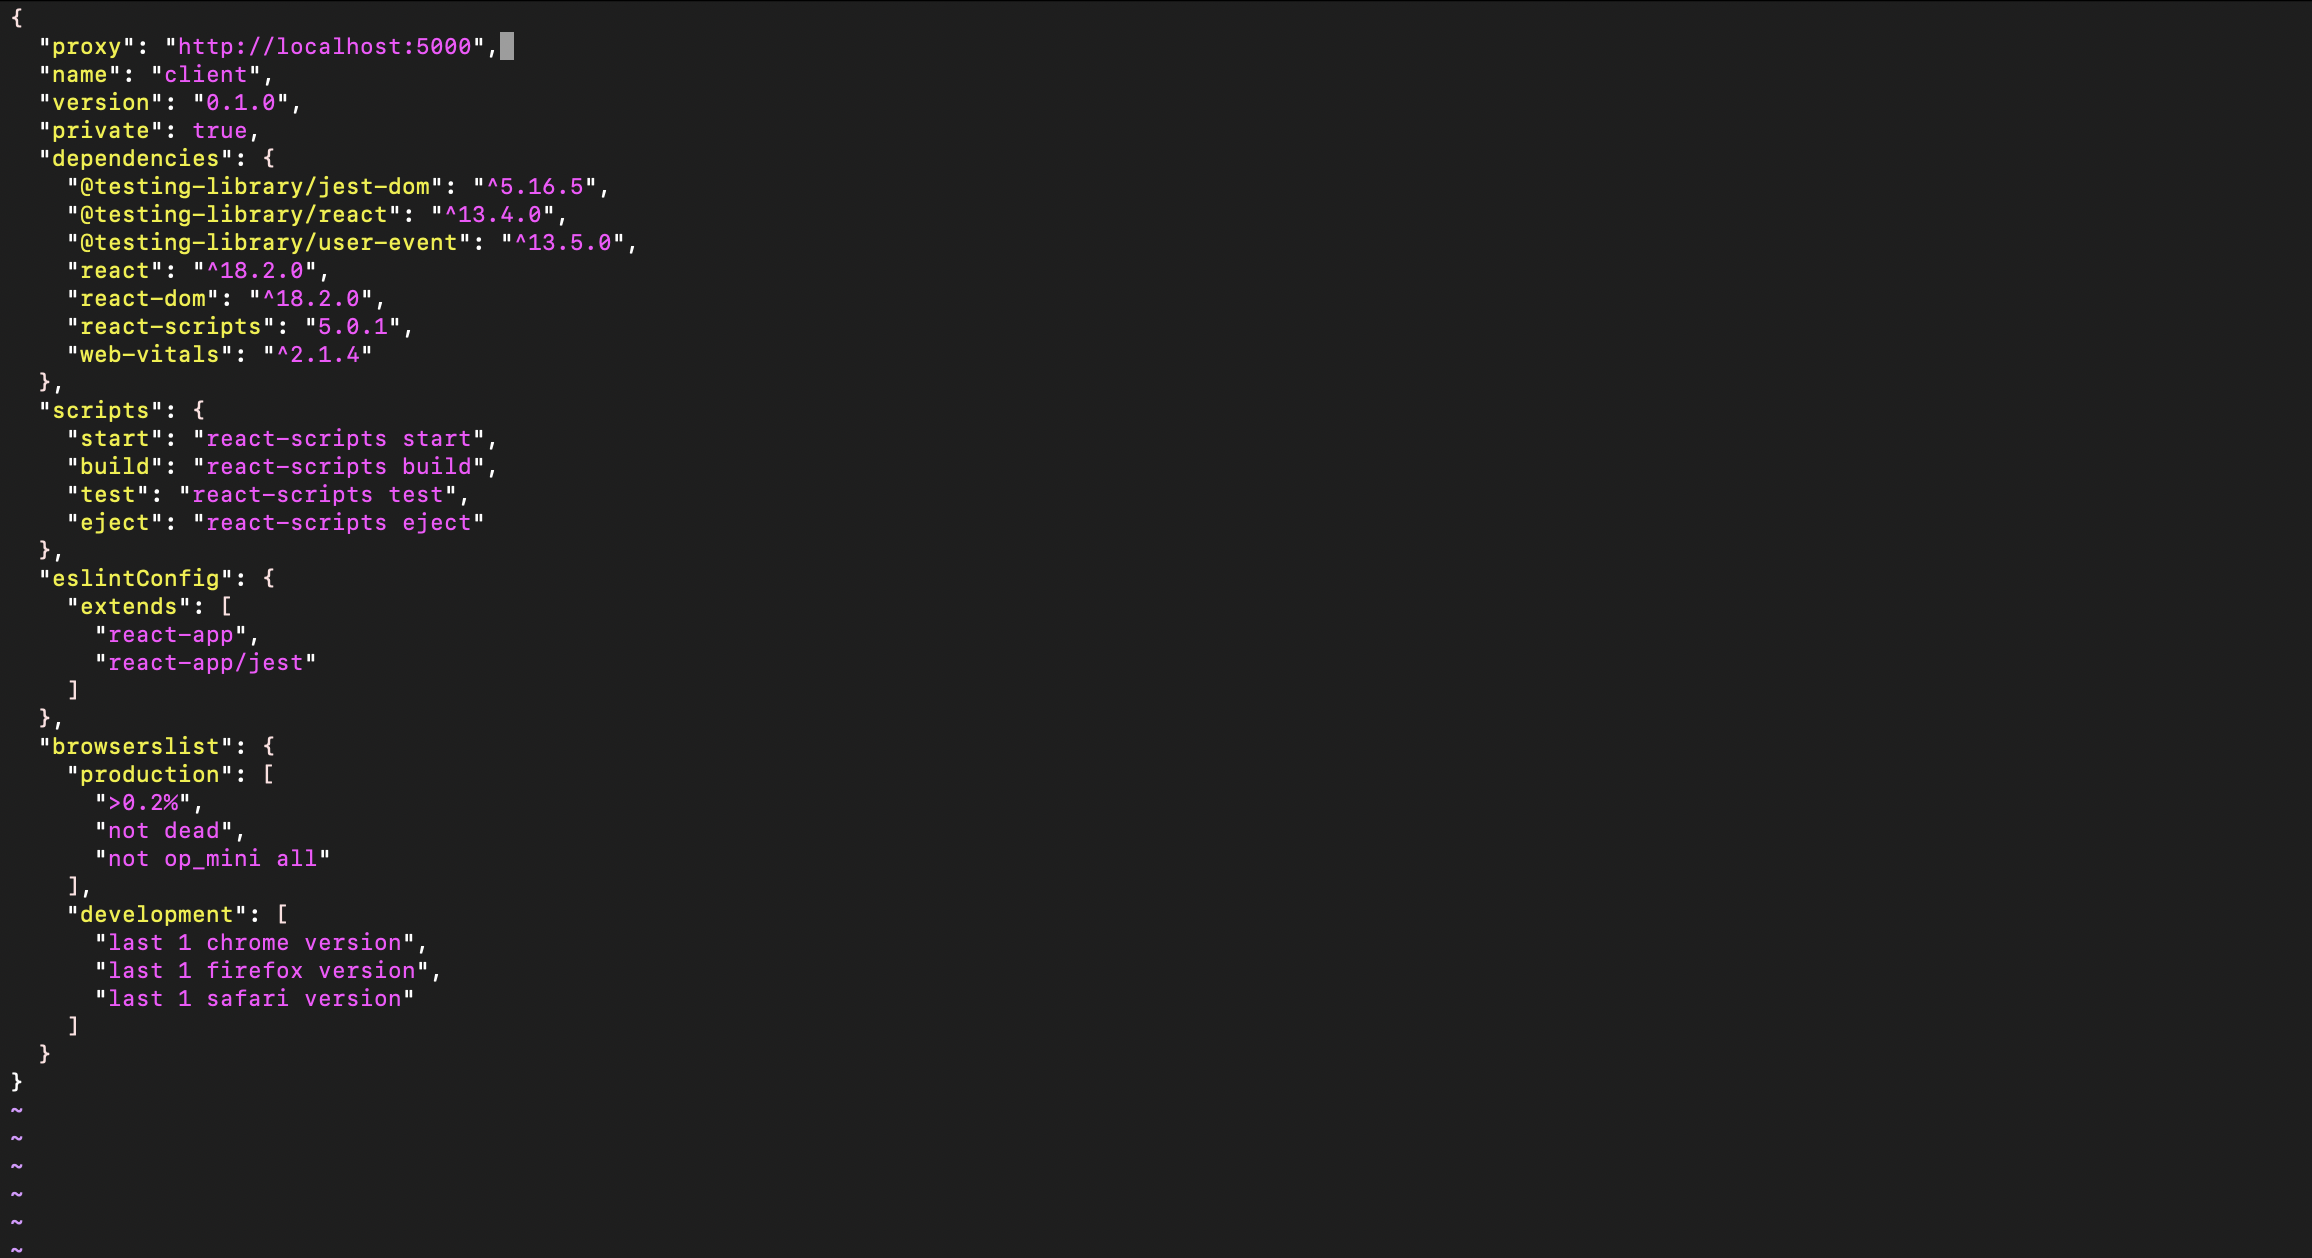 {
  "proxy": "http://localhost:5000",
  "name": "client",
  "version": "0.1.0",
  "private": true,
  "dependencies": {
    "@testing-library/jest-dom": "^5.16.5",
    "@testing-library/react": "^13.4.0",
    "@testing-library/user-event": "^13.5.0",
    "react": "^18.2.0",
    "react-dom": "^18.2.0",
    "react-scripts": "5.0.1",
    "web-vitals": "^2.1.4"
  },
  "scripts": {
    "start": "react-scripts start",
    "build": "react-scripts build",
    "test": "react-scripts test",
    "eject": "react-scripts eject"
  },
  "eslintConfig": {
    "extends": [
      "react-app",
      "react-app/jest"
    ]
  },
  "browserslist": {
    "production": [
      ">0.2%",
      "not dead",
      "not op_mini all"
    ],
    "development": [
      "last 1 chrome version",
      "last 1 firefox version",
      "last 1 safari version"
    ]
  }
}
~
~
~
~
~
~